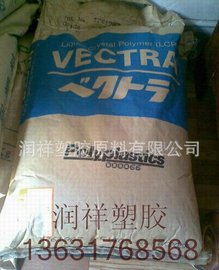 Liquid Crystal Polymer (LCP)
VECTRA
ベクトラ
润祥塑胶原料有限公司
Polyplastics
000066
润祥塑胶
13631768568